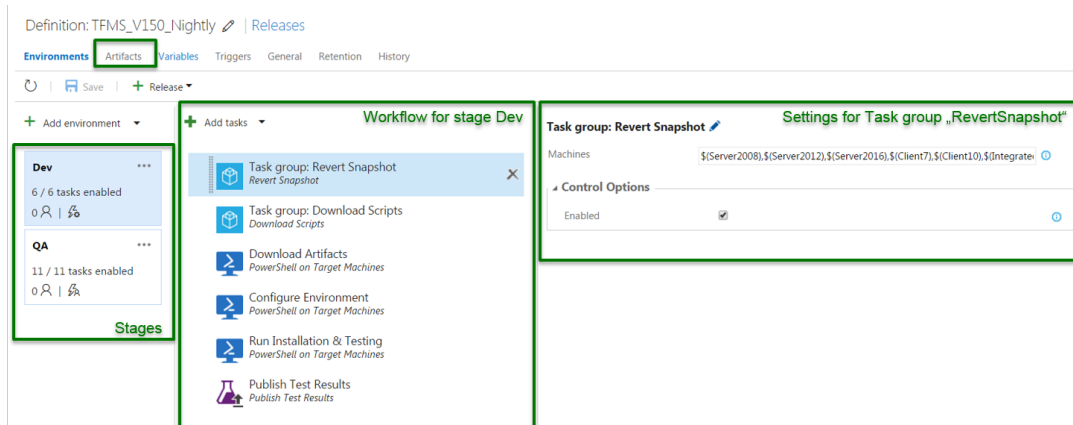 Definition: TFMS_V150_Nightly | Releases
Environments Artifacts Variables Triggers General Retention History
Save | + Release
+ Add environment
Dev ...
6 / 6 tasks enabled
0 |
QA ...
11 / 11 tasks enabled
0 |
Stages
+ Add tasks
Workflow for stage Dev
Task group: Revert Snapshot
Revert Snapshot
Task group: Download Scripts
Download Scripts
Download Artifacts
PowerShell on Target Machines
Configure Environment
PowerShell on Target Machines
Run Installation & Testing
PowerShell on Target Machines
Publish Test Results
Publish Test Results
Settings for Task group „RevertSnapshot“
Task group: Revert Snapshot
Machines $(Server2008),$(Server2012),$(Server2016),$(Client7),$(Client10),$(Integrate
Control Options
Enabled